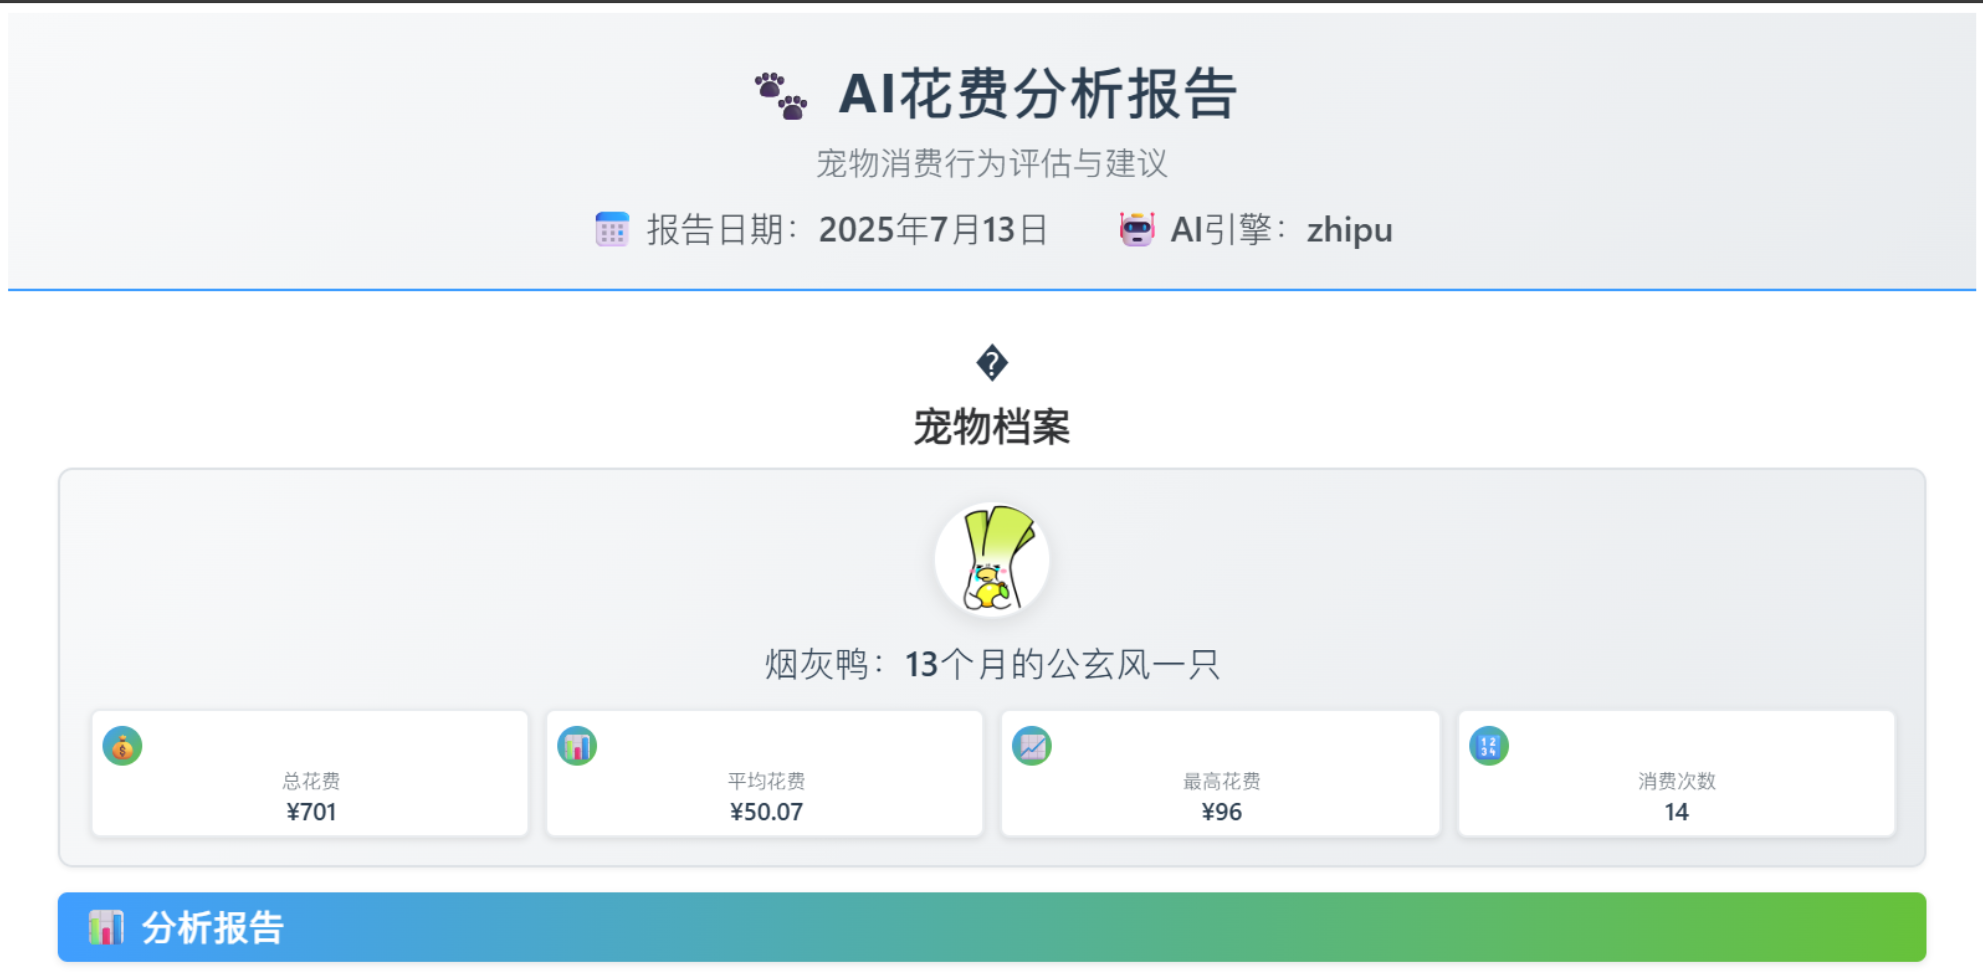 AI花费分析报告
宠物消费行为评估与建议
报告日期：2025年7月13日 AI引擎：zhipu
宠物档案
烟灰鸭：13个月的公玄风一只
总花费
¥701
平均花费
¥50.07
最高花费
¥96
消费次数
14
分析报告